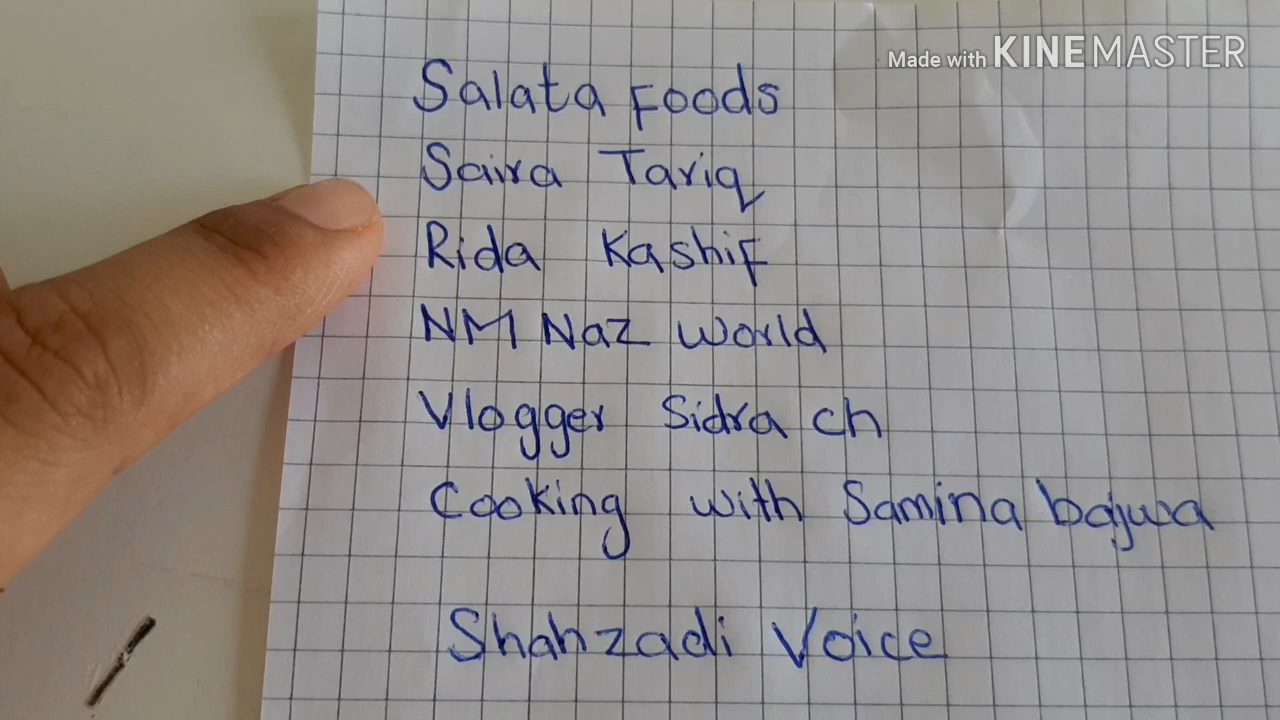 Made with KINEMASTER
Salata Foods
Saira Tariq
Rida Kashif
NM Naz world
Vlogger Sidra ch
Cooking with Samina bajwa
Shahzadi Voice